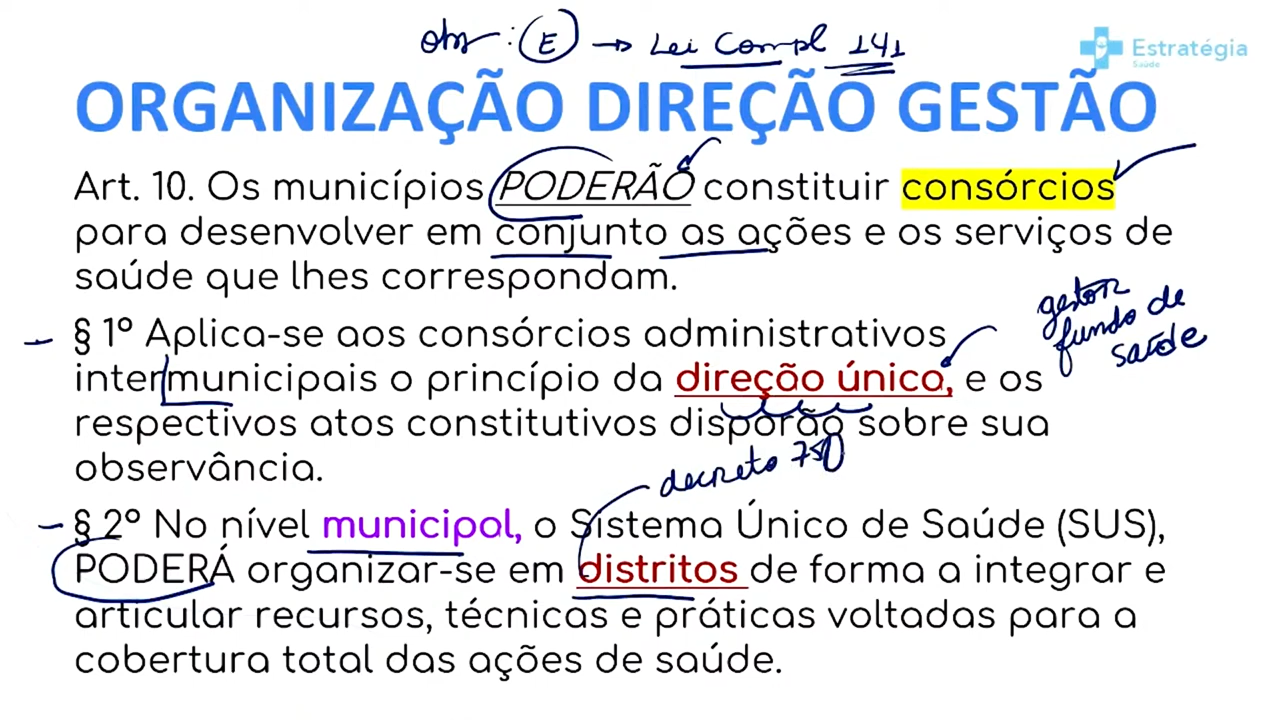 obs: E → Lei Compl 141
Estratégia
Saúde
ORGANIZAÇÃO DIREÇÃO GESTÃO
Art. 10. Os municípios PODERÃO constituir consórcios
para desenvolver em conjunto as ações e os serviços de
saúde que lhes correspondam.
gestor
fundo de
saúde
§ 1º Aplica-se aos consórcios administrativos
intermunicipais o princípio da direção única, e os
respectivos atos constitutivos disporão sobre sua
observância.
decreto 7508
§ 2º No nível municipal, o Sistema Único de Saúde (SUS),
PODERÁ organizar-se em distritos de forma a integrar e
articular recursos, técnicas e práticas voltadas para a
cobertura total das ações de saúde.